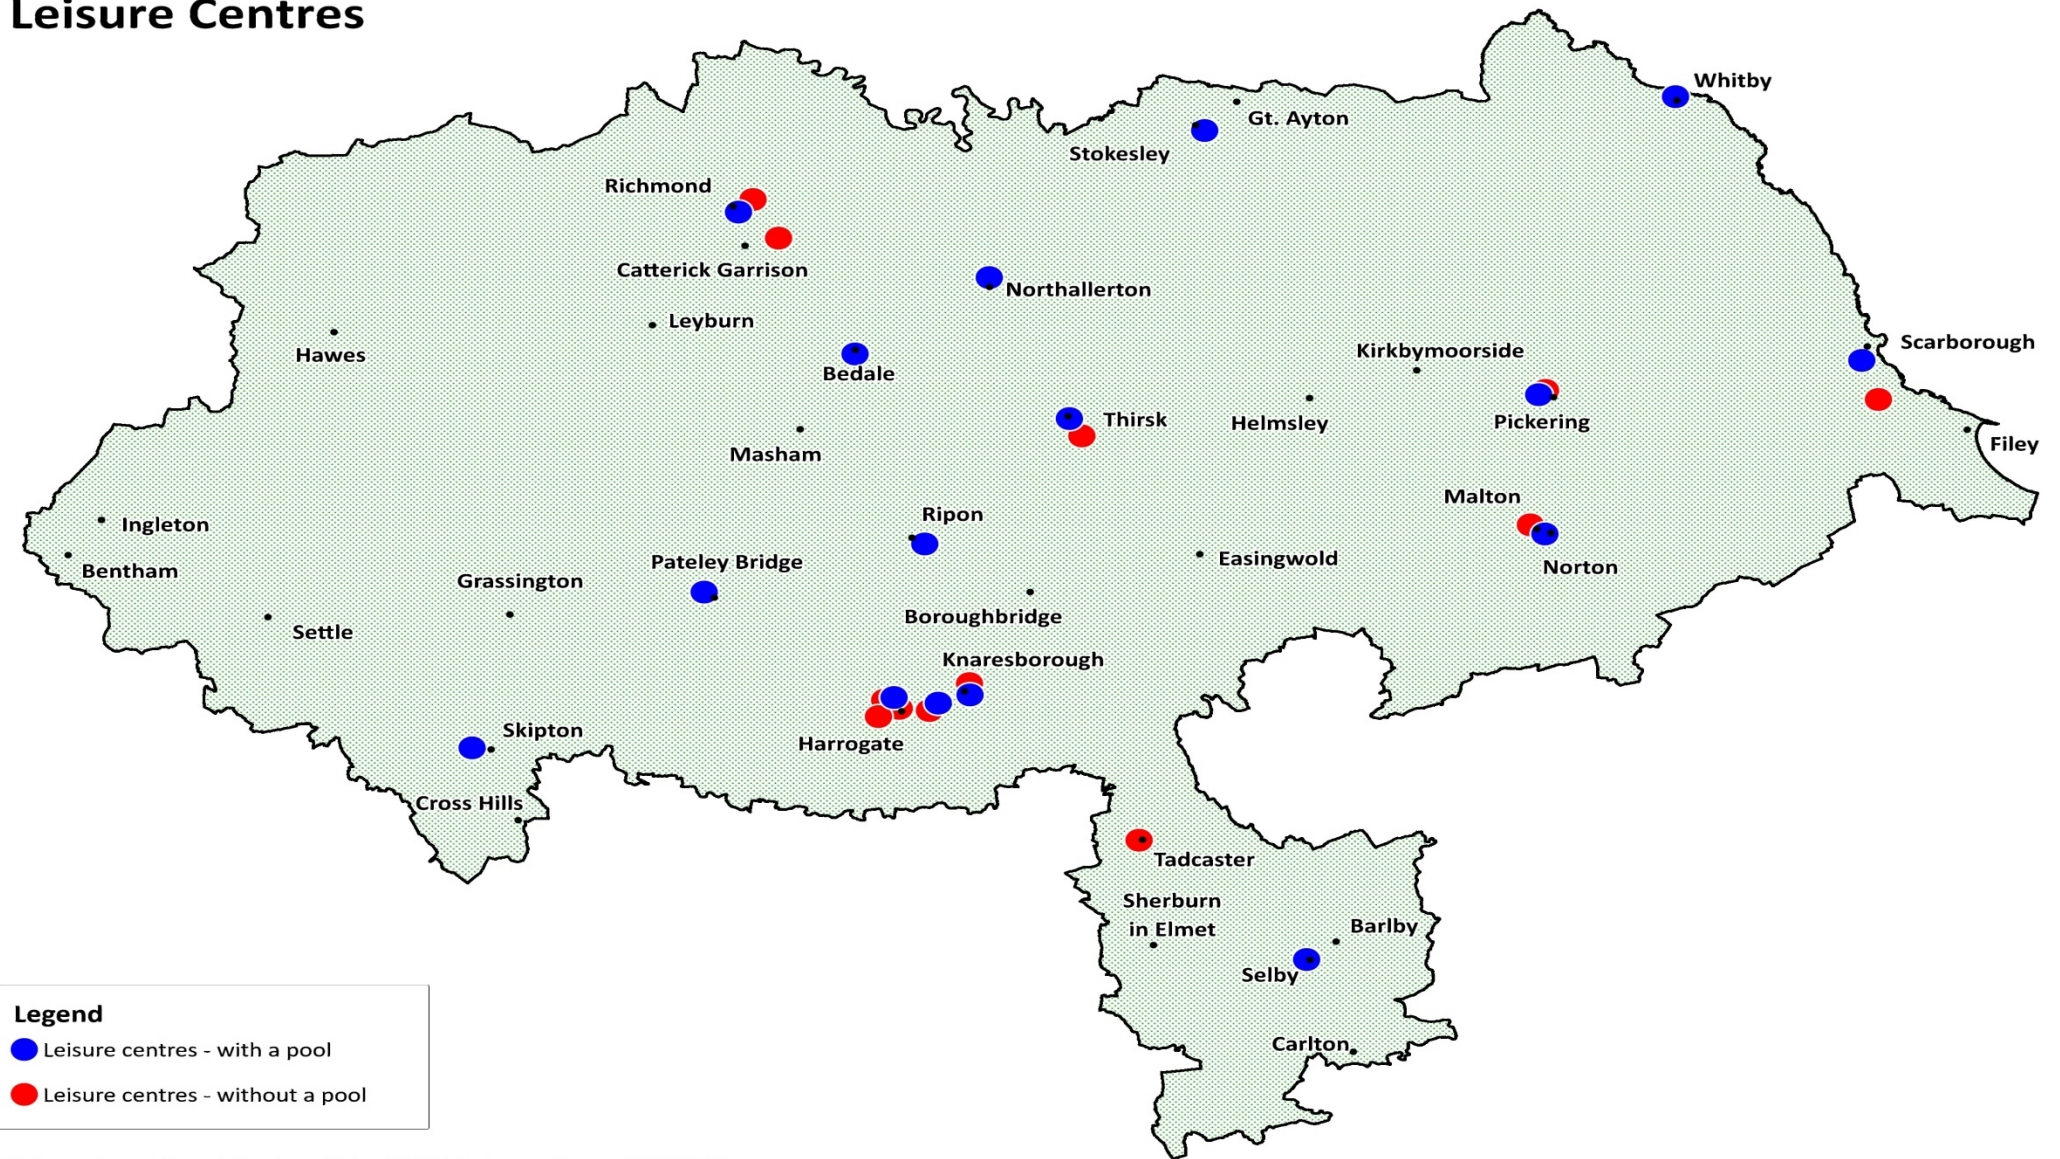 Leisure Centres
Whitby
Gt. Ayton
Stokesley
Richmond
Catterick Garrison
Northallerton
Leyburn
Hawes
Bedale
Kirkbymoorside
Scarborough
Thirsk
Helmsley
Pickering
Filey
Masham
Malton
Ripon
Ingleton
Bentham
Pateley Bridge
Easingwold
Norton
Grassington
Boroughbridge
Settle
Knaresborough
Skipton
Harrogate
Cross Hills
Tadcaster
Sherburn
in Elmet
Barlby
Selby
Carlton
Legend
Leisure centres - with a pool
Leisure centres - without a pool